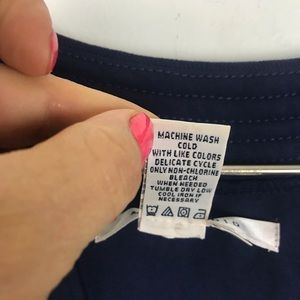 MACHINE WASH
COLD
WITH LIKE COLORS
DELICATE CYCLE
ONLY NON-CHLORINE
BLEACH
WHEN NEEDED
TUMBLE DRY LOW
COOL IRON IF
NECESSARY